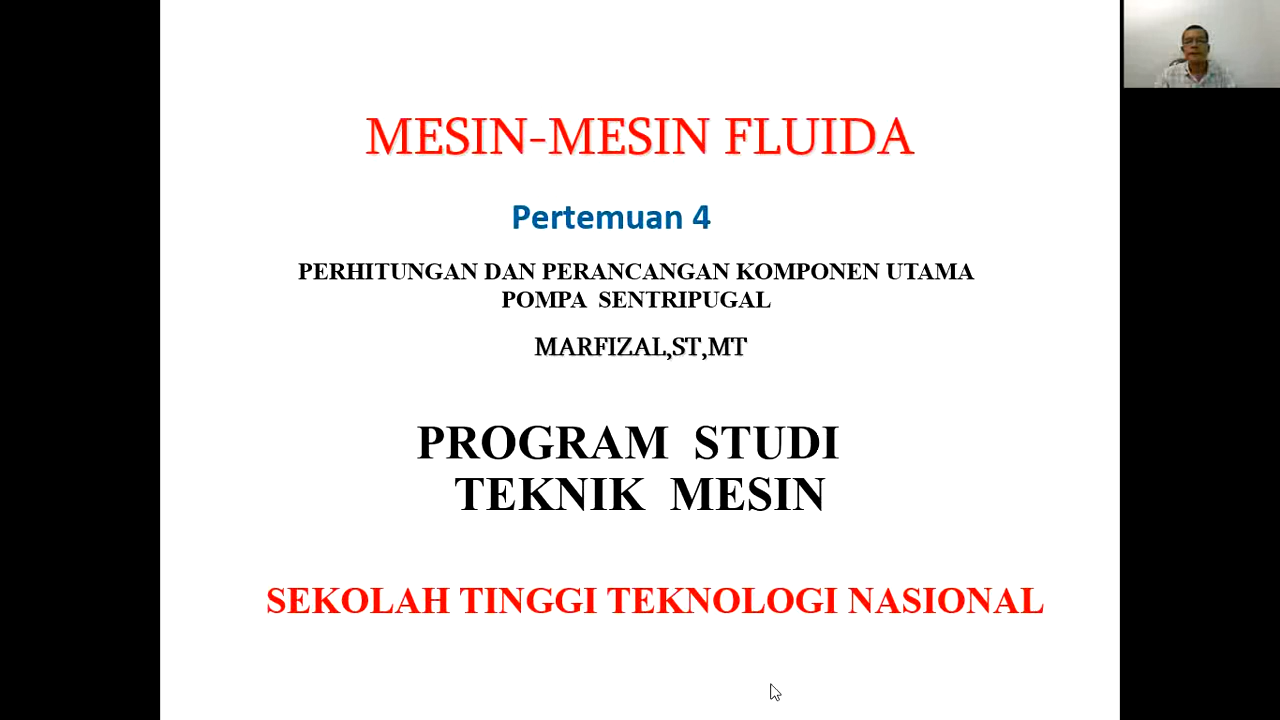 MESIN-MESIN FLUIDA
Pertemuan 4
PERHITUNGAN DAN PERANCANGAN KOMPONEN UTAMA
POMPA SENTRIPUGAL
MARFIZAL,ST,MT
PROGRAM STUDI
TEKNIK MESIN
SEKOLAH TINGGI TEKNOLOGI NASIONAL